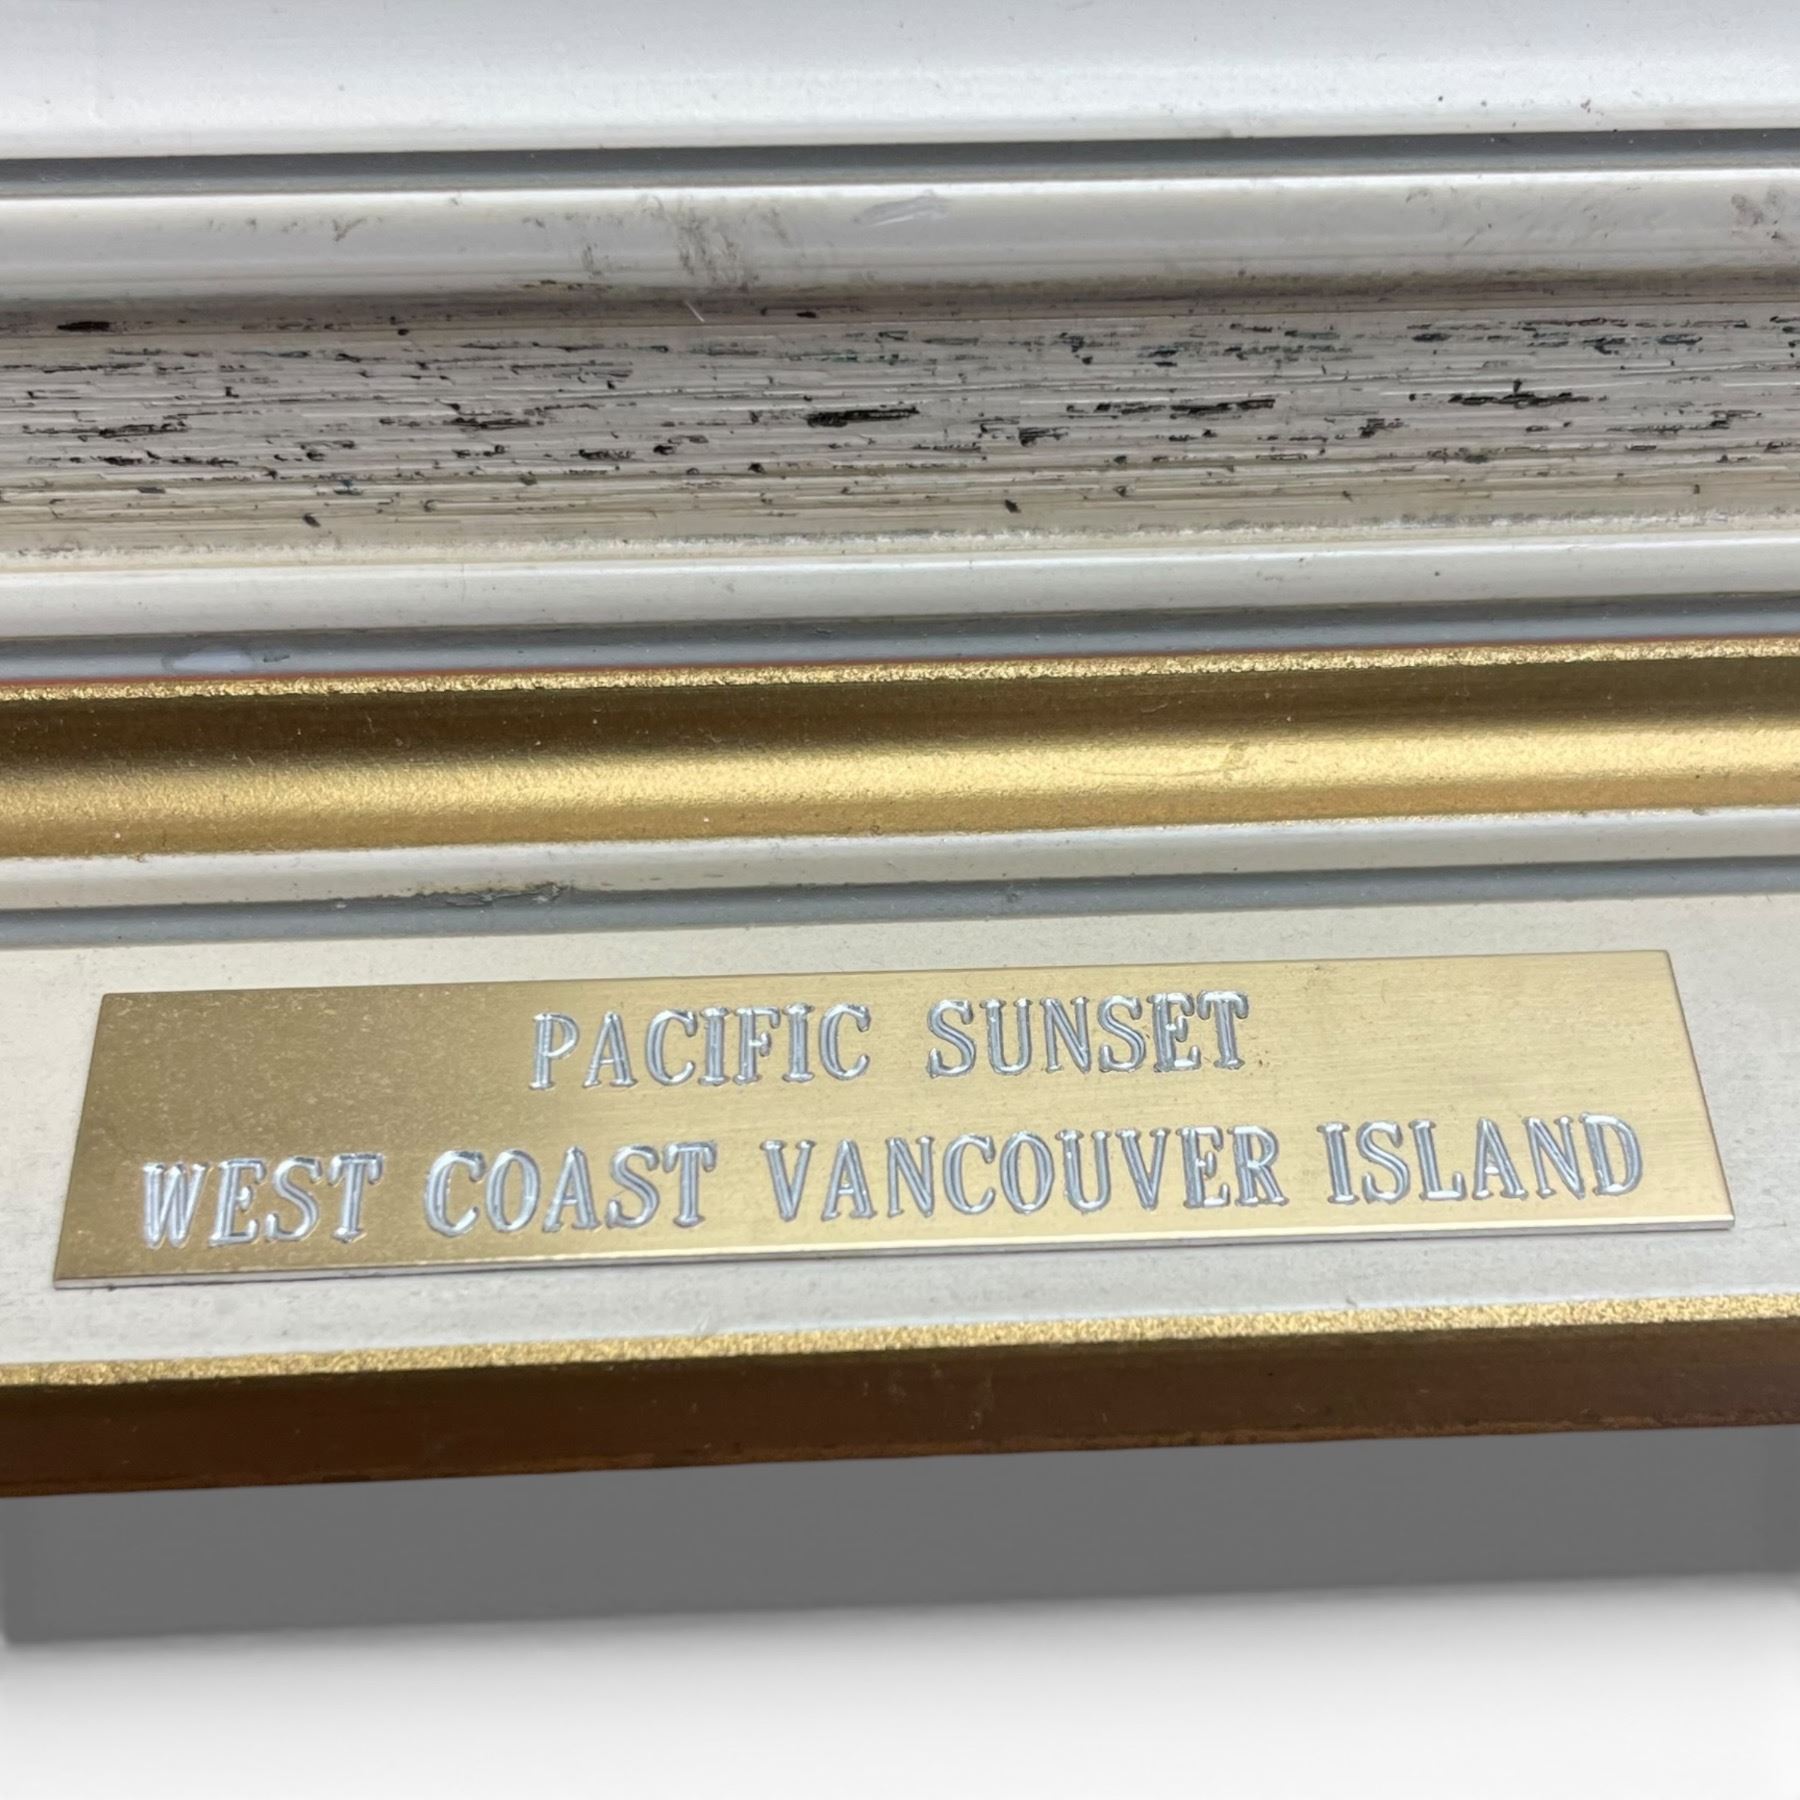 PACIFIC SUNSET
WEST COAST VANCOUVER ISLAND